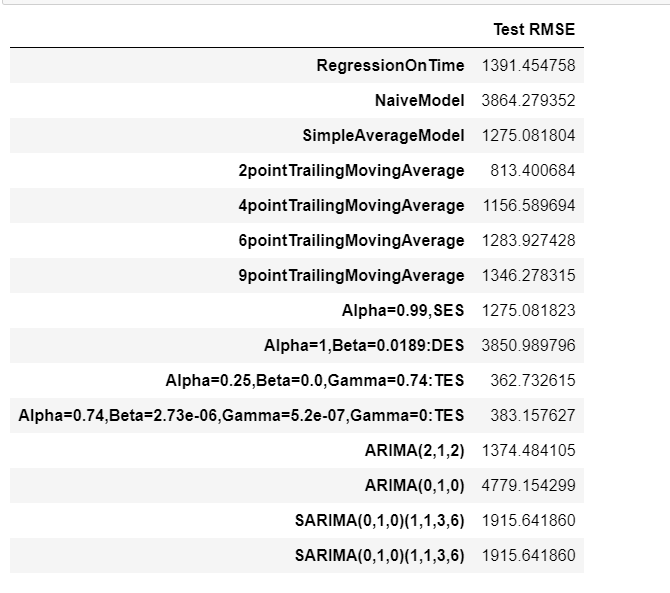 Test RMSE
RegressionOnTime 1391.454758
NaiveModel 3864.279352
SimpleAverageModel 1275.081804
2pointTrailingMovingAverage 813.400684
4pointTrailingMovingAverage 1156.589694
6pointTrailingMovingAverage 1283.927428
9pointTrailingMovingAverage 1346.278315
Alpha=0.99,SES 1275.081823
Alpha=1,Beta=0.0189:DES 3850.989796
Alpha=0.25,Beta=0.0,Gamma=0.74:TES 362.732615
Alpha=0.74,Beta=2.73e-06,Gamma=5.2e-07,Gamma=0:TES 383.157627
ARIMA(2,1,2) 1374.484105
ARIMA(0,1,0) 4779.154299
SARIMA(0,1,0)(1,1,3,6) 1915.641860
SARIMA(0,1,0)(1,1,3,6) 1915.641860